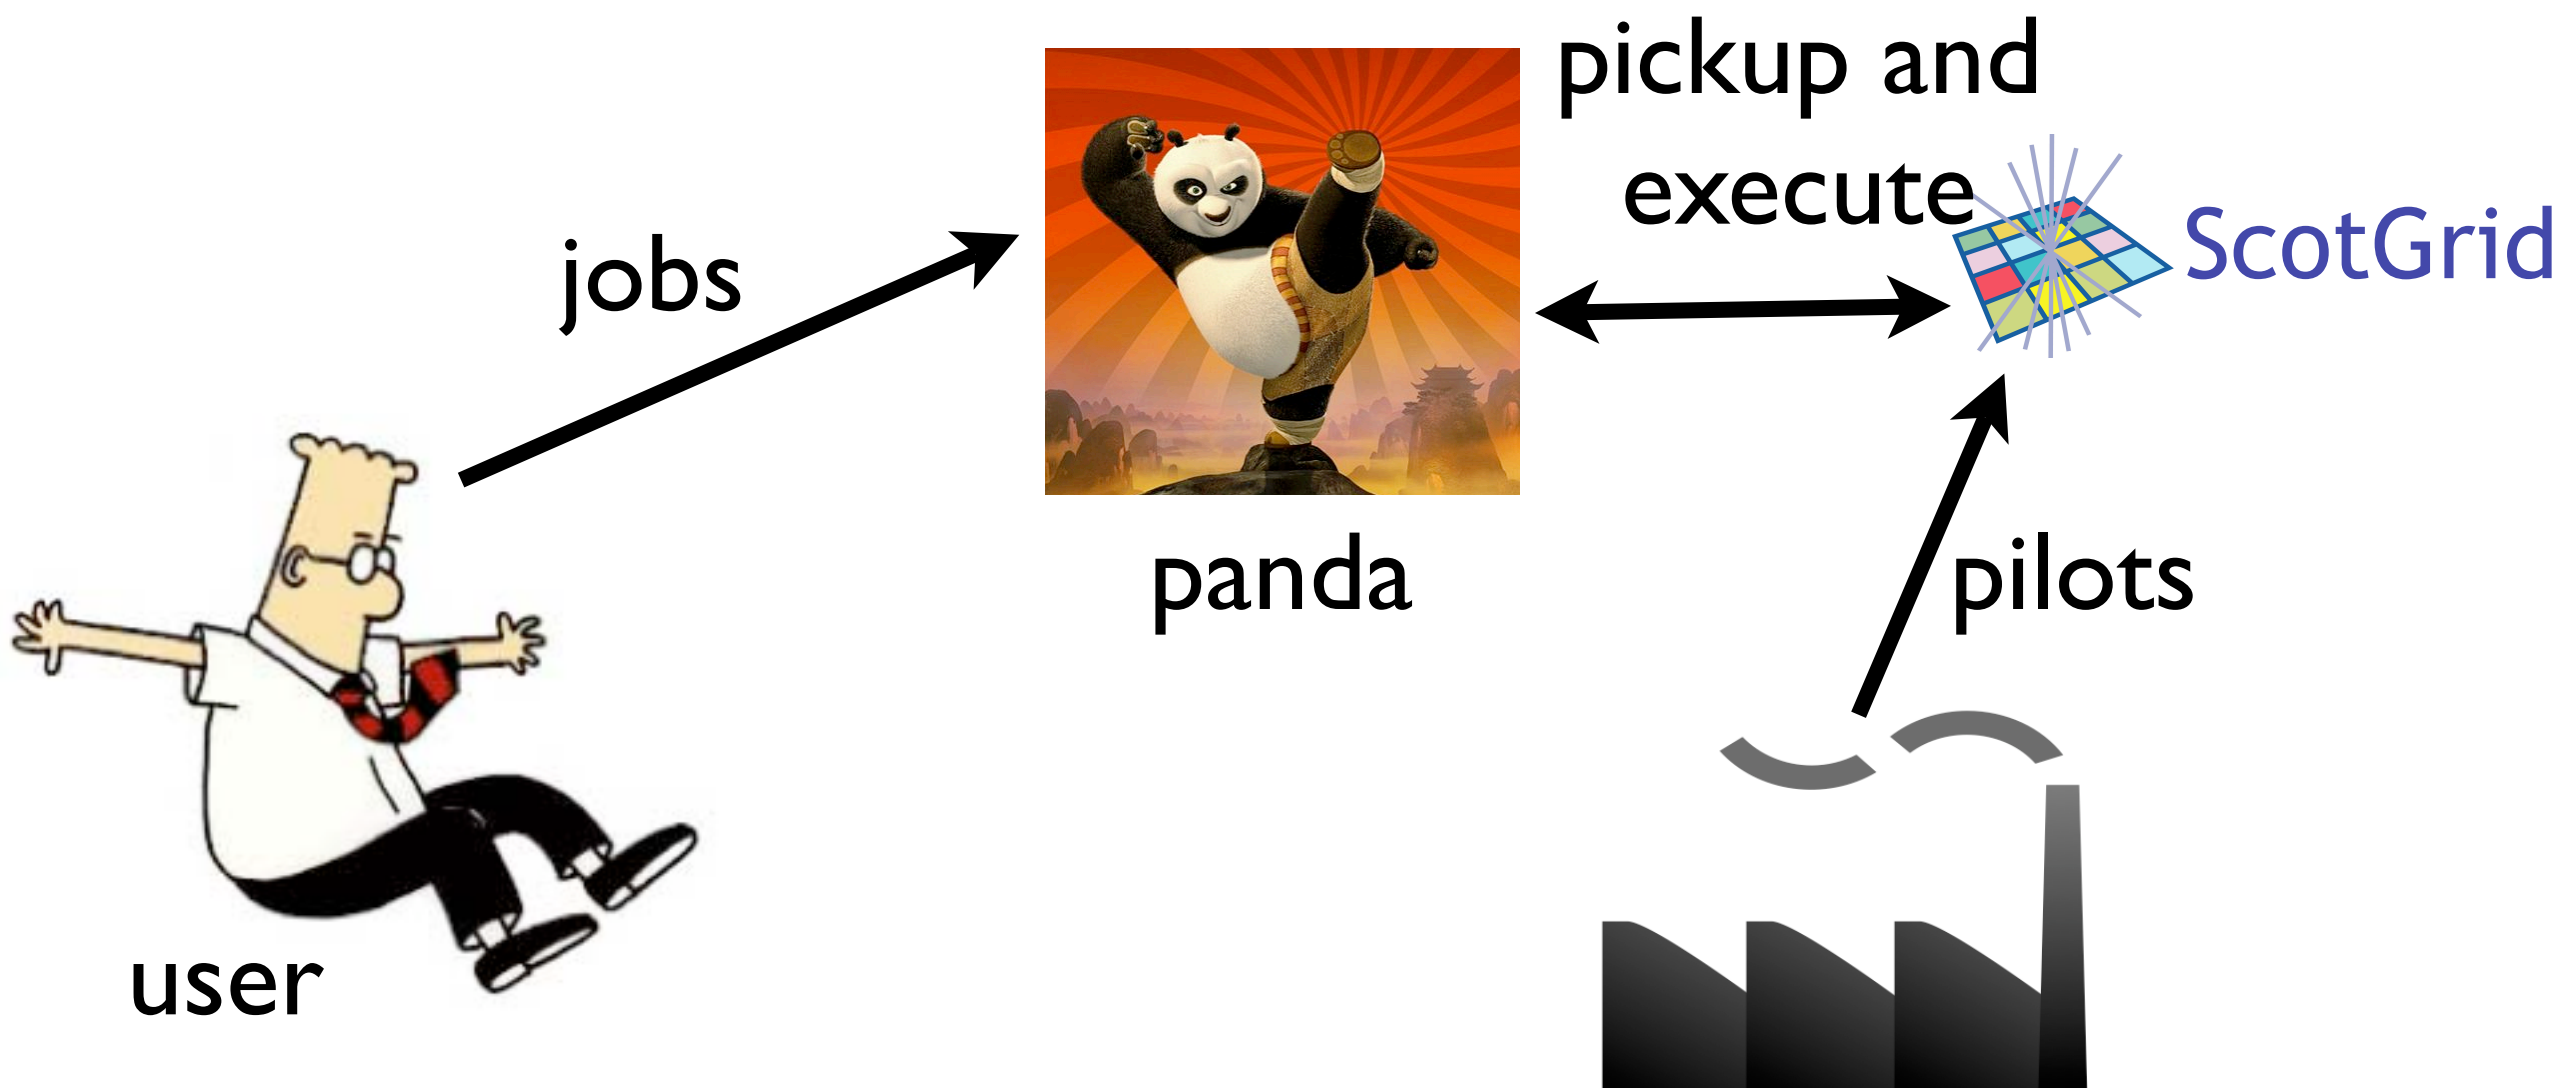 pickup and
execute
ScotGrid
jobs
panda
pilots
user